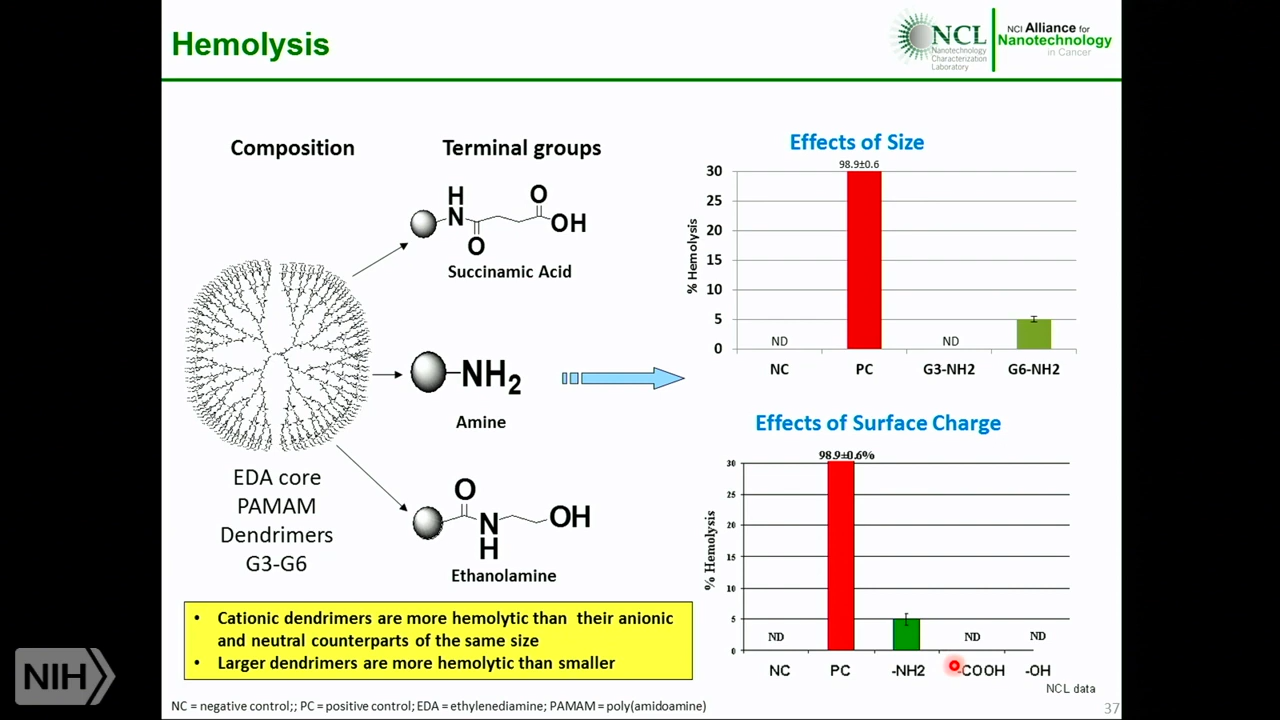 Hemolysis
NCL
Nanotechnology
Characterization
Laboratory
NCI Alliance for
Nanotechnology
in Cancer
Composition
Terminal groups
H
N
O
O
OH
Succinamic Acid
NH2
Amine
O
N
H
OH
Ethanolamine
EDA core
PAMAM
Dendrimers
G3-G6
Effects of Size
98.9±0.6
% Hemolysis
30
25
20
15
10
5
0
ND
ND
NC
PC
G3-NH2
G6-NH2
Effects of Surface Charge
98.9±0.6%
% Hemolysis
30
25
20
15
10
5
0
ND
ND
ND
NC
PC
-NH2
-COOH
-OH
NCL data
• Cationic dendrimers are more hemolytic than their anionic
and neutral counterparts of the same size
• Larger dendrimers are more hemolytic than smaller
NIH
NC = negative control;; PC = positive control; EDA = ethylenediamine; PAMAM = poly(amidoamine)
37